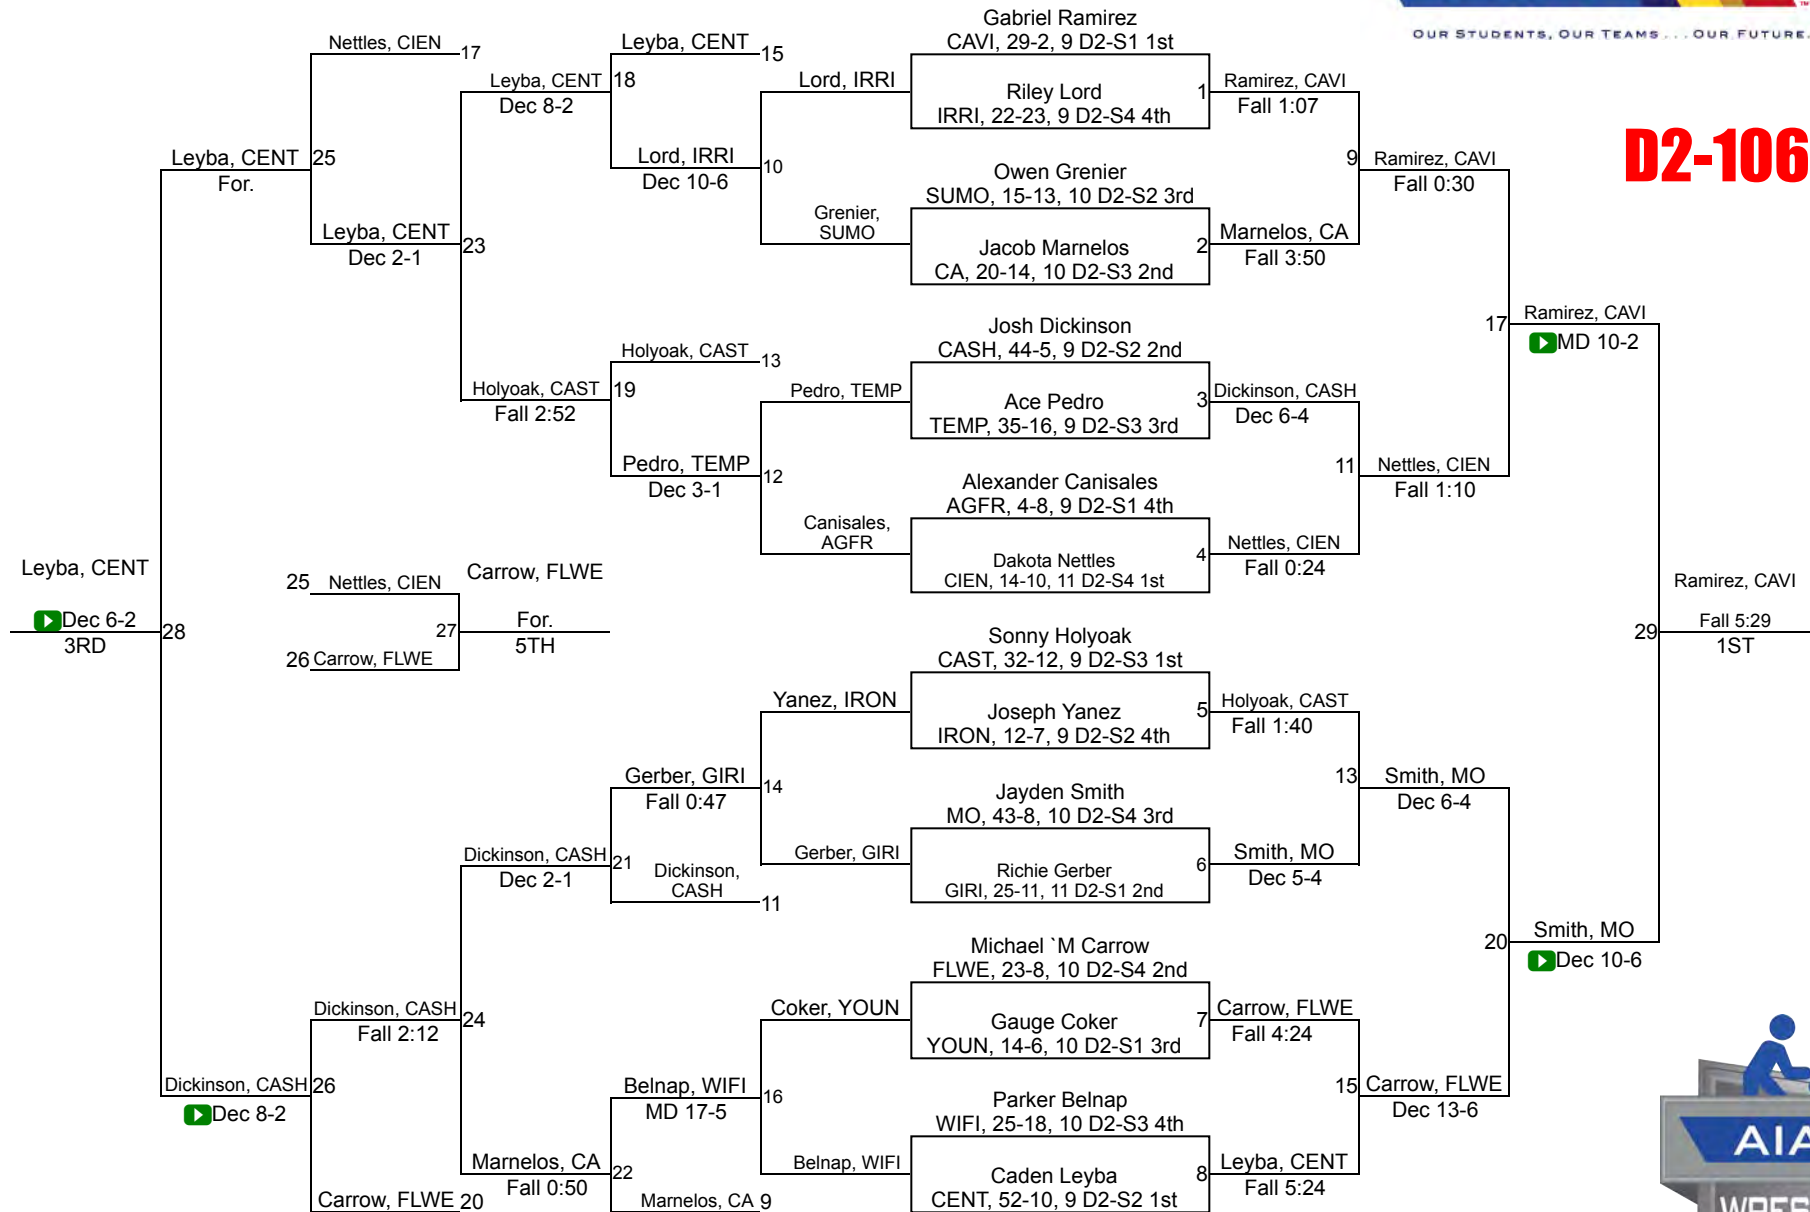 OUR STUDENTS, OUR TEAMS . . . OUR FUTURE.
D2-106
Gabriel Ramirez
CAVI, 29-2, 9 D2-S1 1st
Riley Lord
IRRI, 22-23, 9 D2-S4 4th
1
Owen Grenier
SUMO, 15-13, 10 D2-S2 3rd
Jacob Marnelos
CA, 20-14, 10 D2-S3 2nd
2
Josh Dickinson
CASH, 44-5, 9 D2-S2 2nd
Ace Pedro
TEMP, 35-16, 9 D2-S3 3rd
3
Alexander Canisales
AGFR, 4-8, 9 D2-S1 4th
Dakota Nettles
CIEN, 14-10, 11 D2-S4 1st
4
Sonny Holyoak
CAST, 32-12, 9 D2-S3 1st
Joseph Yanez
IRON, 12-7, 9 D2-S2 4th
5
Jayden Smith
MO, 43-8, 10 D2-S4 3rd
Richie Gerber
GIRI, 25-11, 11 D2-S1 2nd
6
Michael `M Carrow
FLWE, 23-8, 10 D2-S4 2nd
Gauge Coker
YOUN, 14-6, 10 D2-S1 3rd
7
Parker Belnap
WIFI, 25-18, 10 D2-S3 4th
Caden Leyba
CENT, 52-10, 9 D2-S2 1st
8
Ramirez, CAVI
Fall 1:07
Marnelos, CA
Fall 3:50
Dickinson, CASH
Dec 6-4
Nettles, CIEN
Fall 0:24
Holyoak, CAST
Fall 1:40
Smith, MO
Dec 5-4
Carrow, FLWE
Fall 4:24
Leyba, CENT
Fall 5:24
9
Ramirez, CAVI
Fall 0:30
11
Nettles, CIEN
Fall 1:10
13
Smith, MO
Dec 6-4
15
Carrow, FLWE
Dec 13-6
17
Ramirez, CAVI
MD 10-2
20
Smith, MO
Dec 10-6
29
Ramirez, CAVI
Fall 5:29
1ST
Lord, IRRI
Grenier,
SUMO
Pedro, TEMP
Canisales,
AGFR
Yanez, IRON
Gerber, GIRI
Coker, YOUN
Belnap, WIFI
Leyba, CENT
15
Lord, IRRI
Dec 10-6
10
Holyoak, CAST
13
Pedro, TEMP
Dec 3-1
12
Gerber, GIRI
Fall 0:47
14
Dickinson,
CASH
11
Belnap, WIFI
MD 17-5
16
Marnelos, CA
9
Leyba, CENT
Dec 8-2
18
Holyoak, CAST
Fall 2:52
19
Dickinson, CASH
Dec 2-1
21
Marnelos, CA
Fall 0:50
22
Nettles, CIEN
17
Leyba, CENT
Dec 2-1
23
Dickinson, CASH
Fall 2:12
24
Carrow, FLWE
20
Leyba, CENT
For.
25
Dickinson, CASH
Dec 8-2
26
Leyba, CENT
Dec 6-2
3RD
28
25
Nettles, CIEN
26
Carrow, FLWE
27
Carrow, FLWE
For.
5TH
AIA